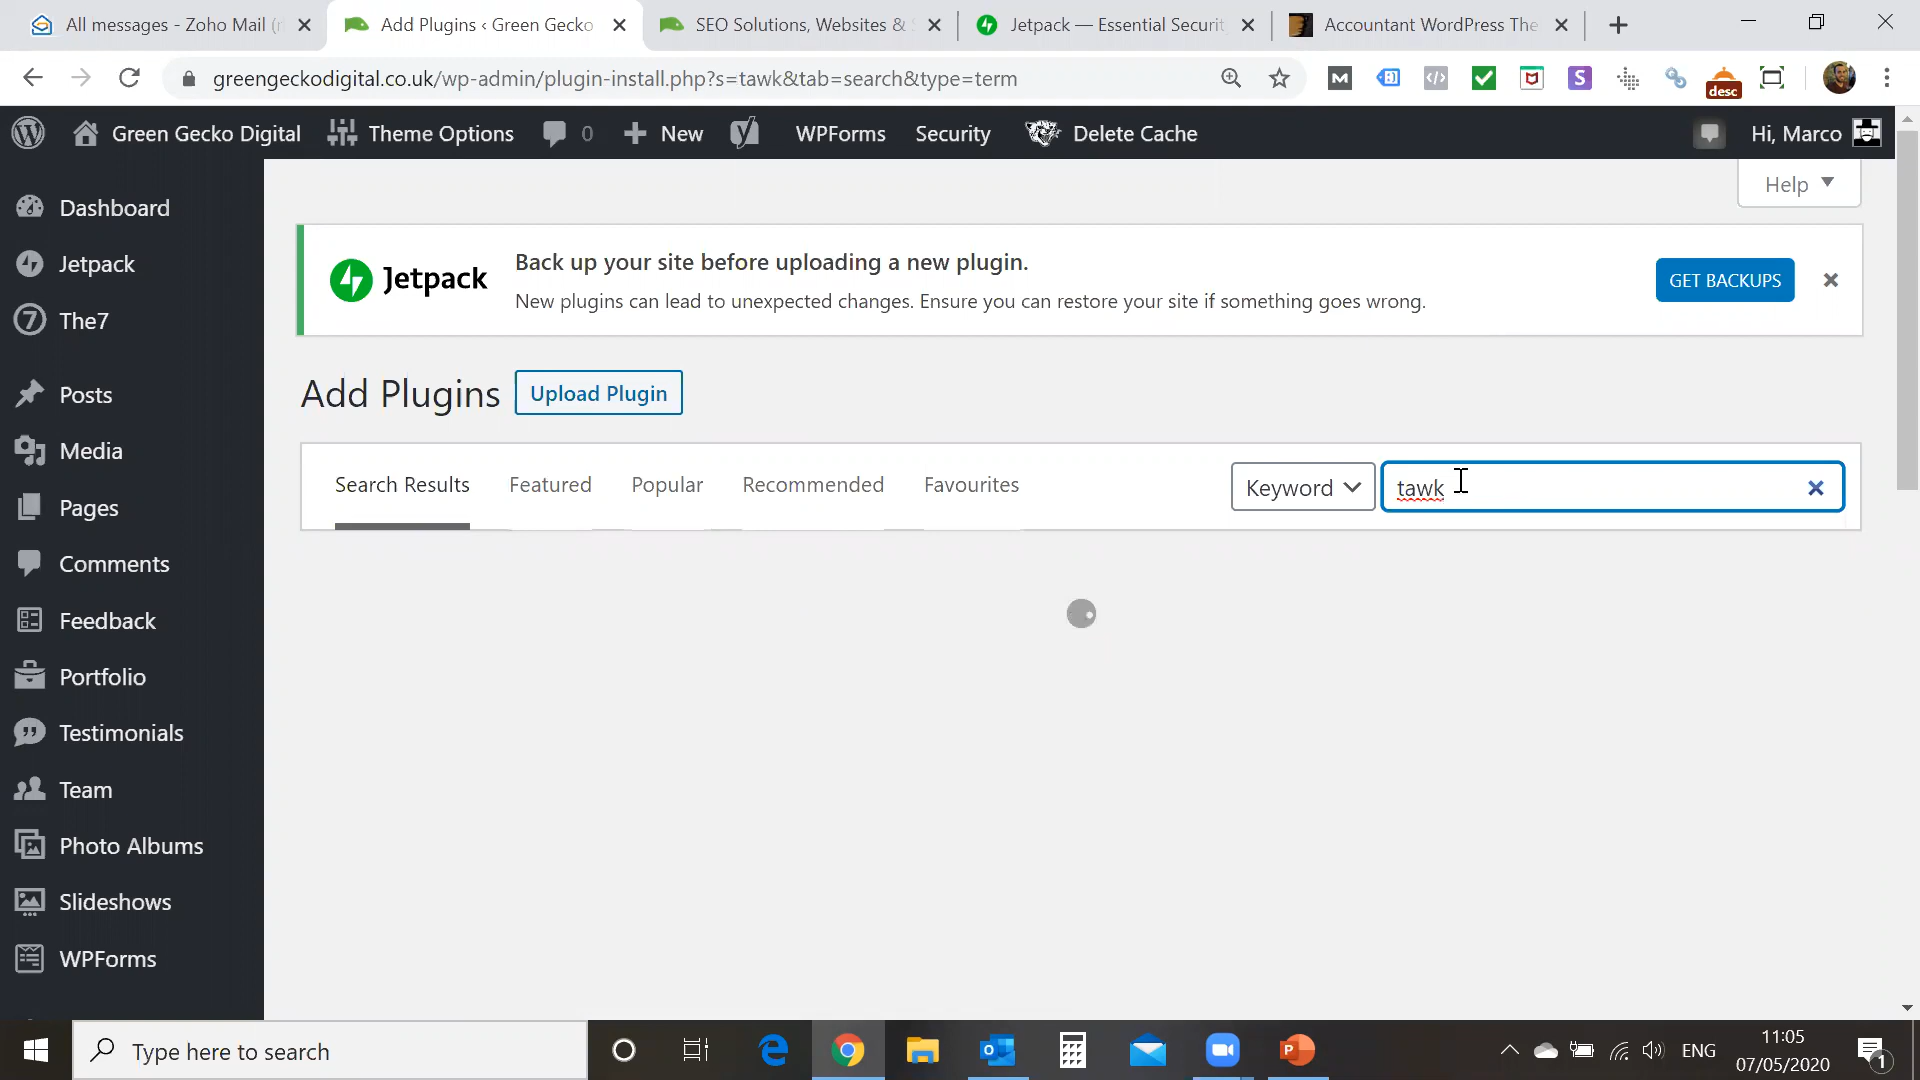 All messages - Zoho Mail (
Add Plugins ‹ Green Gecko
SEO Solutions, Websites &
Jetpack — Essential Securit
Accountant WordPress The
greengeckodigital.co.uk/wp-admin/plugin-install.php?s=tawk&tab=search&type=term
desc
Green Gecko Digital
Theme Options
0
New
WPForms
Security
Delete Cache
Hi, Marco
Help
Dashboard
Jetpack
The7
Posts
Media
Pages
Comments
Feedback
Portfolio
Testimonials
Team
Photo Albums
Slideshows
WPForms
Jetpack
Back up your site before uploading a new plugin.
New plugins can lead to unexpected changes. Ensure you can restore your site if something goes wrong.
GET BACKUPS
Add Plugins
Upload Plugin
Search Results
Featured
Popular
Recommended
Favourites
Keyword
tawk
Type here to search
ENG
11:05
07/05/2020
1